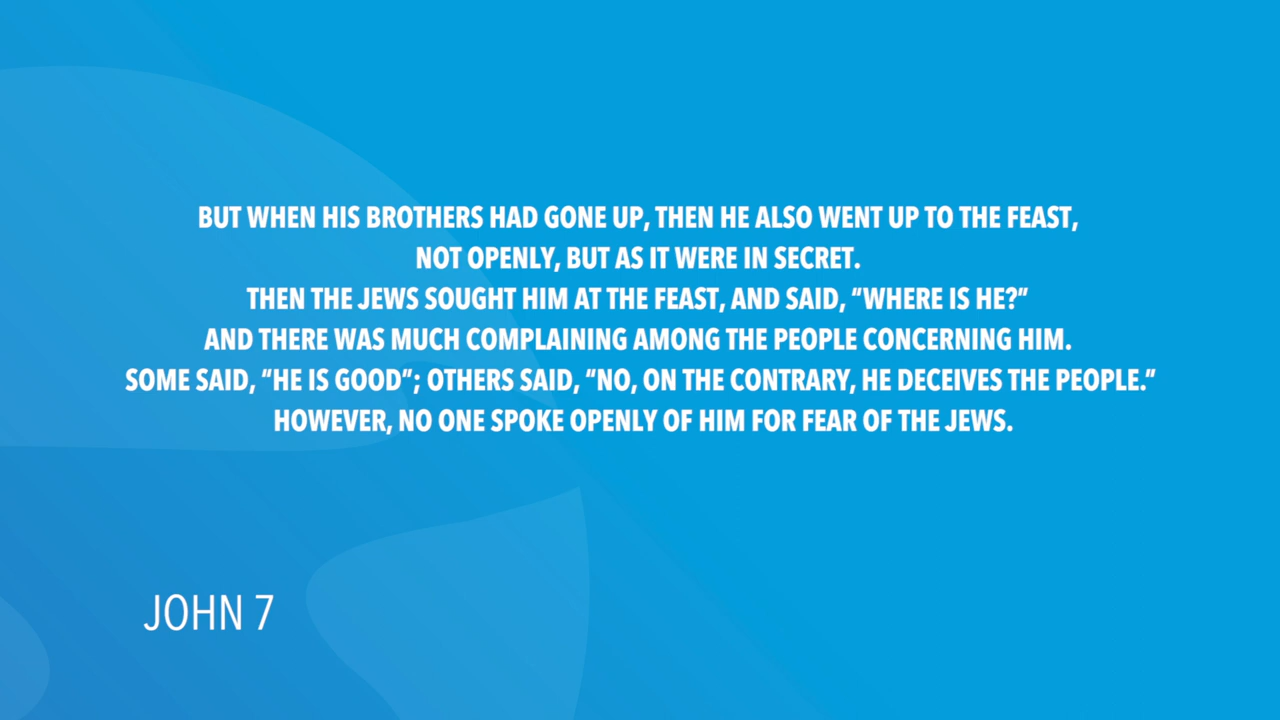 BUT WHEN HIS BROTHERS HAD GONE UP, THEN HE ALSO WENT UP TO THE FEAST,
NOT OPENLY, BUT AS IT WERE IN SECRET.
THEN THE JEWS SOUGHT HIM AT THE FEAST, AND SAID, “WHERE IS HE?”
AND THERE WAS MUCH COMPLAINING AMONG THE PEOPLE CONCERNING HIM.
SOME SAID, “HE IS GOOD”; OTHERS SAID, “NO, ON THE CONTRARY, HE DECEIVES THE PEOPLE.”
HOWEVER, NO ONE SPOKE OPENLY OF HIM FOR FEAR OF THE JEWS.
JOHN 7